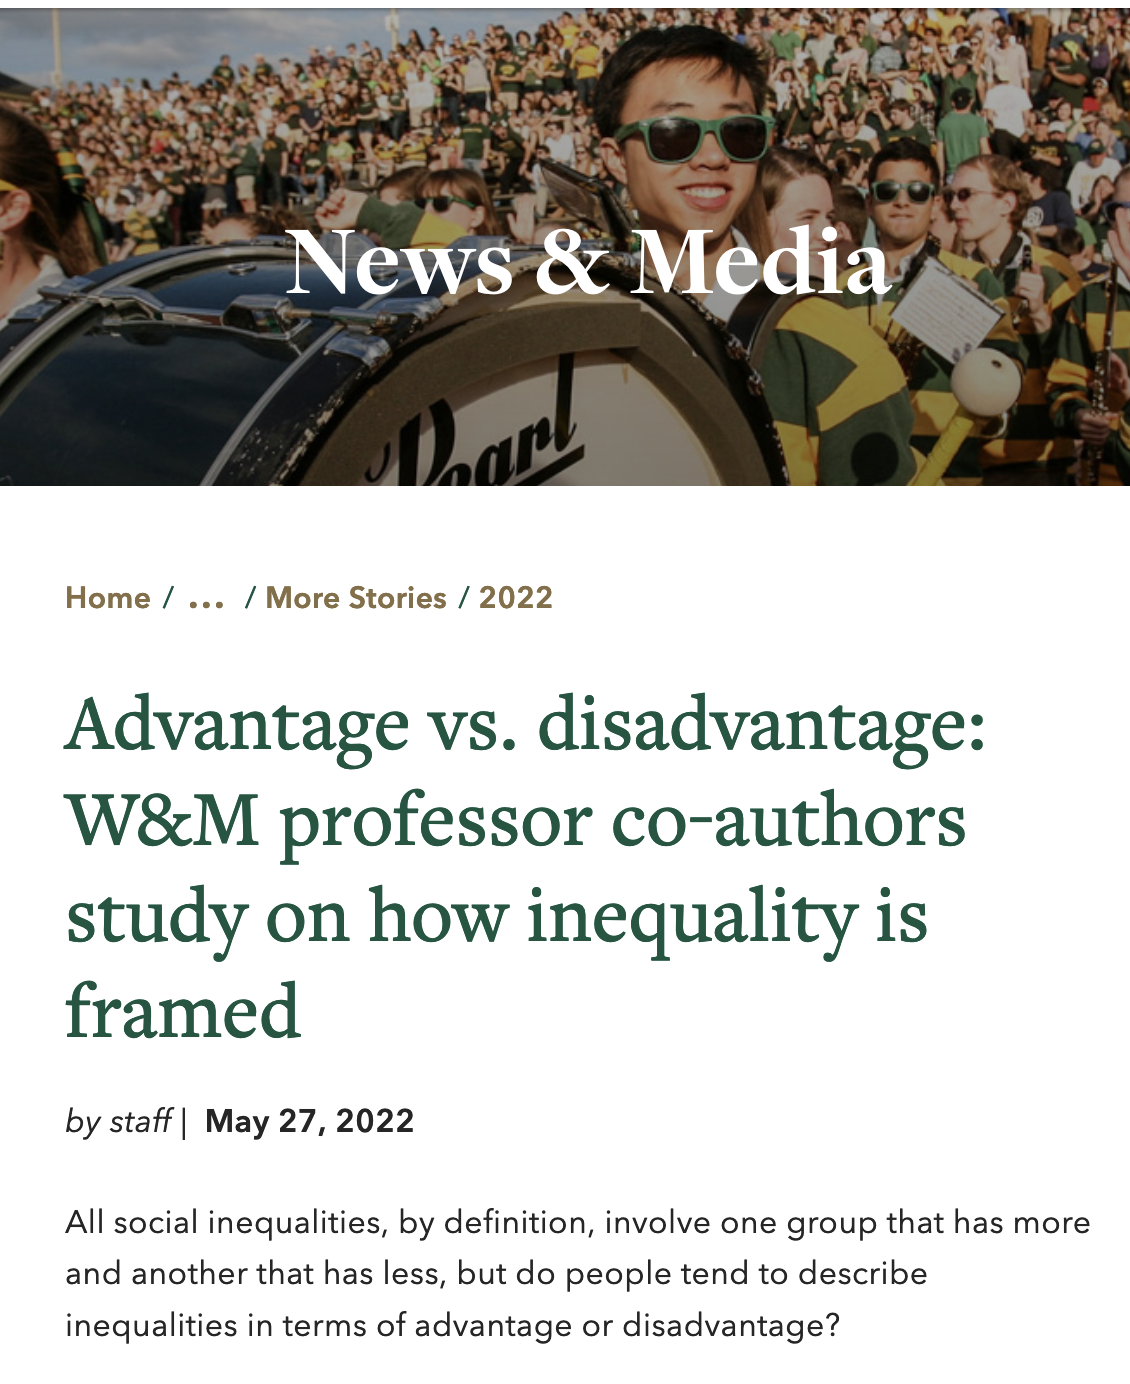 News & Media
Pearl
Home / ... / More Stories / 2022
Advantage vs. disadvantage:
W&M professor co-authors
study on how inequality is
framed
by staff | May 27, 2022
All social inequalities, by definition, involve one group that has more
and another that has less, but do people tend to describe
inequalities in terms of advantage or disadvantage?